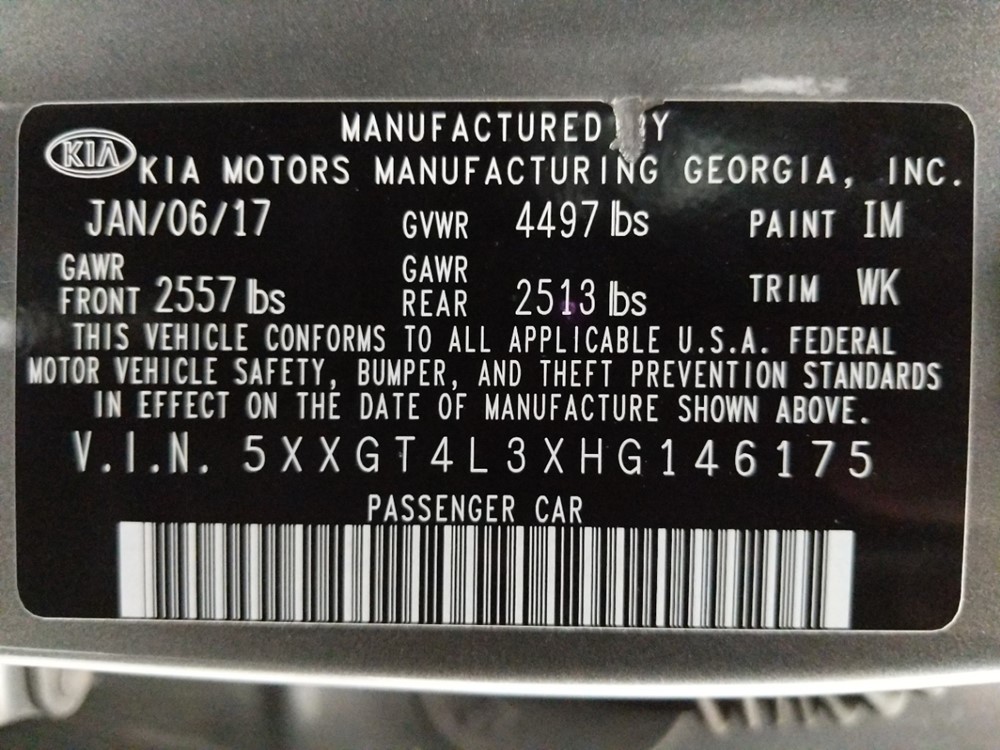 MANUFACTURED BY
KIA KIA MOTORS MANUFACTURING GEORGIA, INC.
JAN/06/17 GVWR 4497 lbs PAINT IM
GAWR FRONT 2557 lbs GAWR REAR 2513 lbs TRIM WK
THIS VEHICLE CONFORMS TO ALL APPLICABLE U.S.A. FEDERAL
MOTOR VEHICLE SAFETY, BUMPER, AND THEFT PREVENTION STANDARDS
IN EFFECT ON THE DATE OF MANUFACTURE SHOWN ABOVE.
V.I.N. 5XXGT4L3XHG146175
PASSENGER CAR